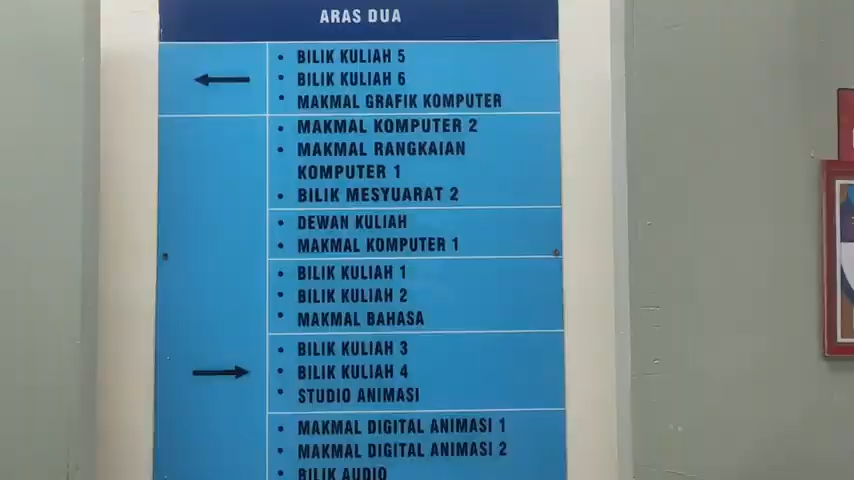 ARAS DUA
• BILIK KULIAH 5
• BILIK KULIAH 6
• MAKMAL GRAFIK KOMPUTER
• MAKMAL KOMPUTER 2
• MAKMAL RANGKAIAN
KOMPUTER 1
• BILIK MESYUARAT 2
• DEWAN KULIAH
• MAKMAL KOMPUTER 1
• BILIK KULIAH 1
• BILIK KULIAH 2
• MAKMAL BAHASA
• BILIK KULIAH 3
• BILIK KULIAH 4
• STUDIO ANIMASI
• MAKMAL DIGITAL ANIMASI 1
• MAKMAL DIGITAL ANIMASI 2
• BILIK AUDIO